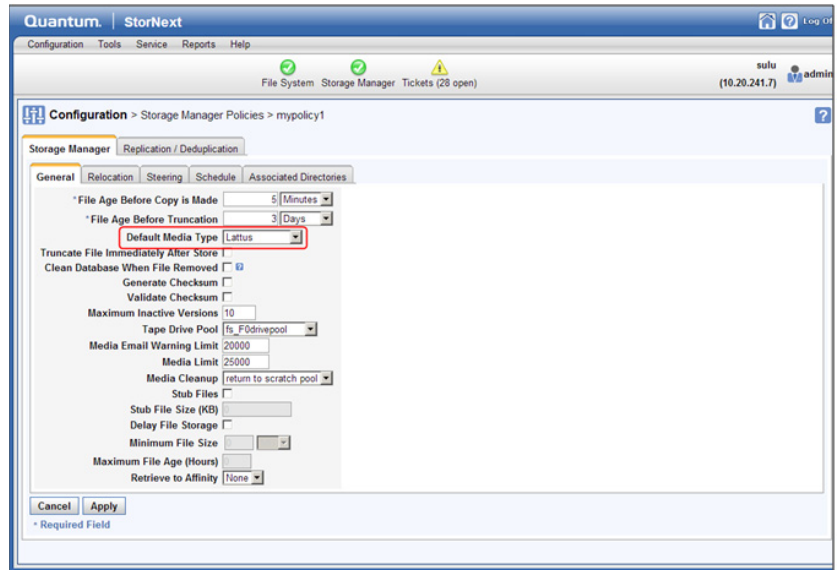 Quantum. | StorNext
Log Of
Configuration Tools Service Reports Help
File System Storage Manager Tickets (28 open)
sulu
(10.20.241.7)
admin
Configuration > Storage Manager Policies > mypolicy1
Storage Manager Replication / Deduplication
General Relocation Steering Schedule Associated Directories
*File Age Before Copy is Made 5 Minutes
*File Age Before Truncation 3 Days
Default Media Type Lattus
Truncate File Immediately After Store
Clean Database When File Removed ?
Generate Checksum
Validate Checksum
Maximum Inactive Versions 10
Tape Drive Pool fs_F0drivepool
Media Email Warning Limit 20000
Media Limit 25000
Media Cleanup return to scratch pool
Stub Files
Stub File Size (KB) 0
Delay File Storage
Minimum File Size 0
Maximum File Age (Hours) 0
Retrieve to Affinity None
Cancel Apply
* Required Field